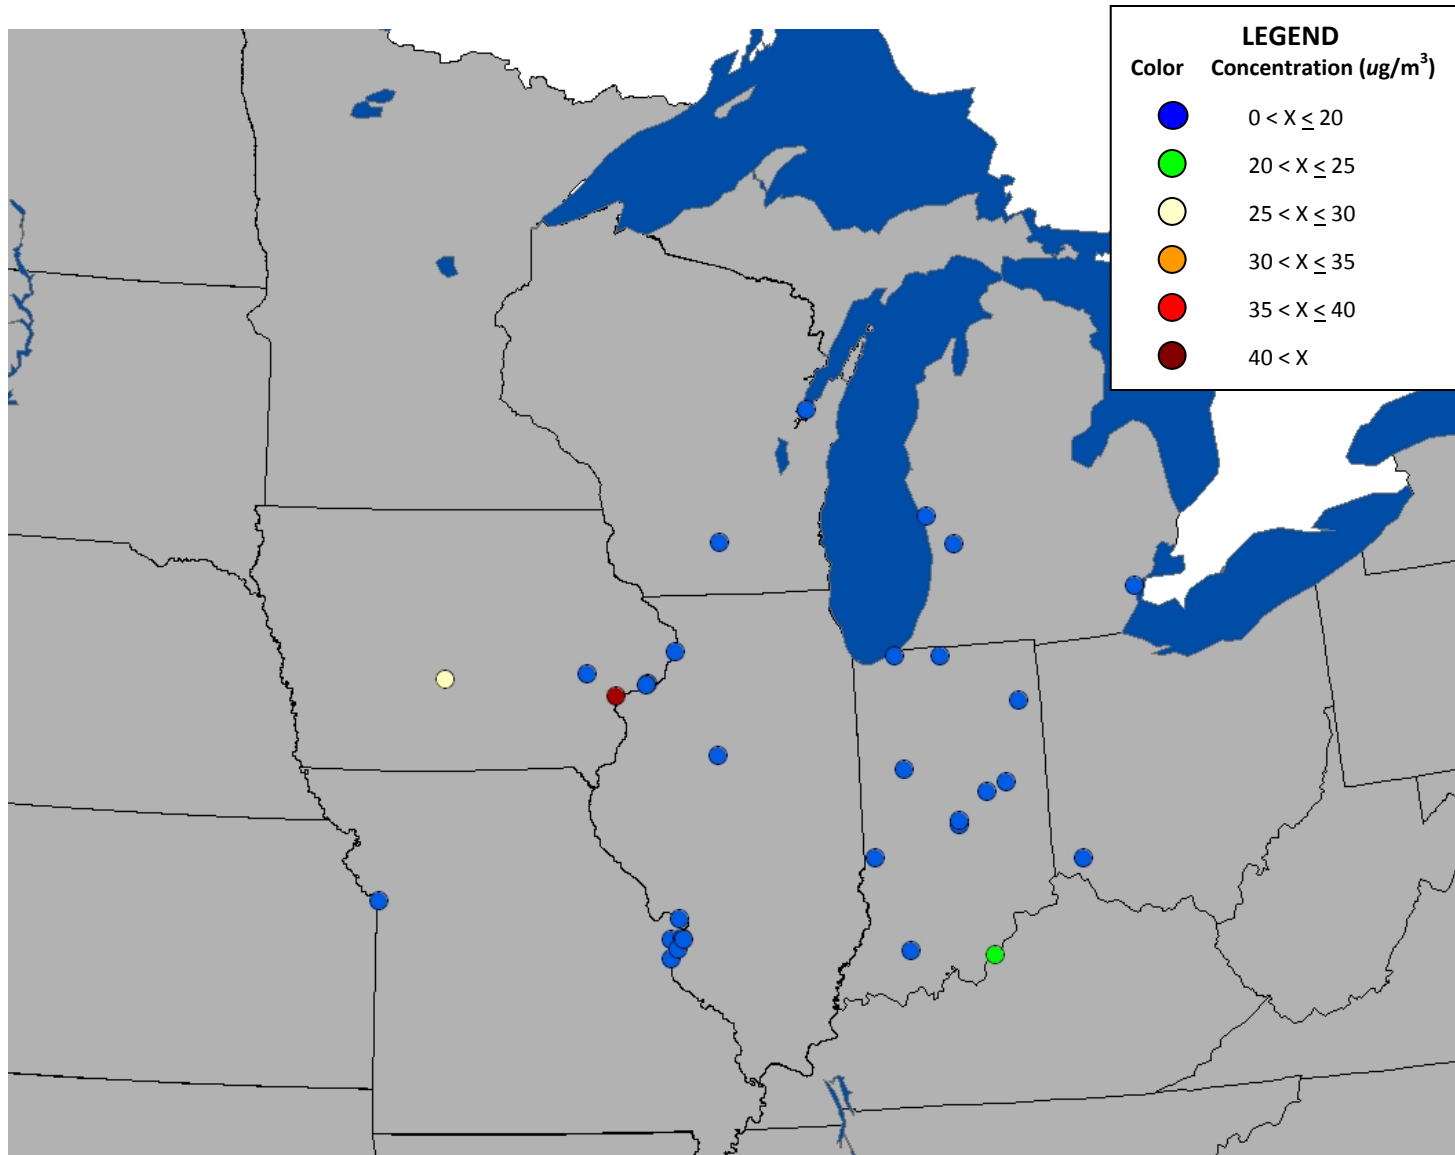 LEGEND
Color Concentration (ug/m³)
0 < X ≤ 20
20 < X ≤ 25
25 < X ≤ 30
30 < X ≤ 35
35 < X ≤ 40
40 < X